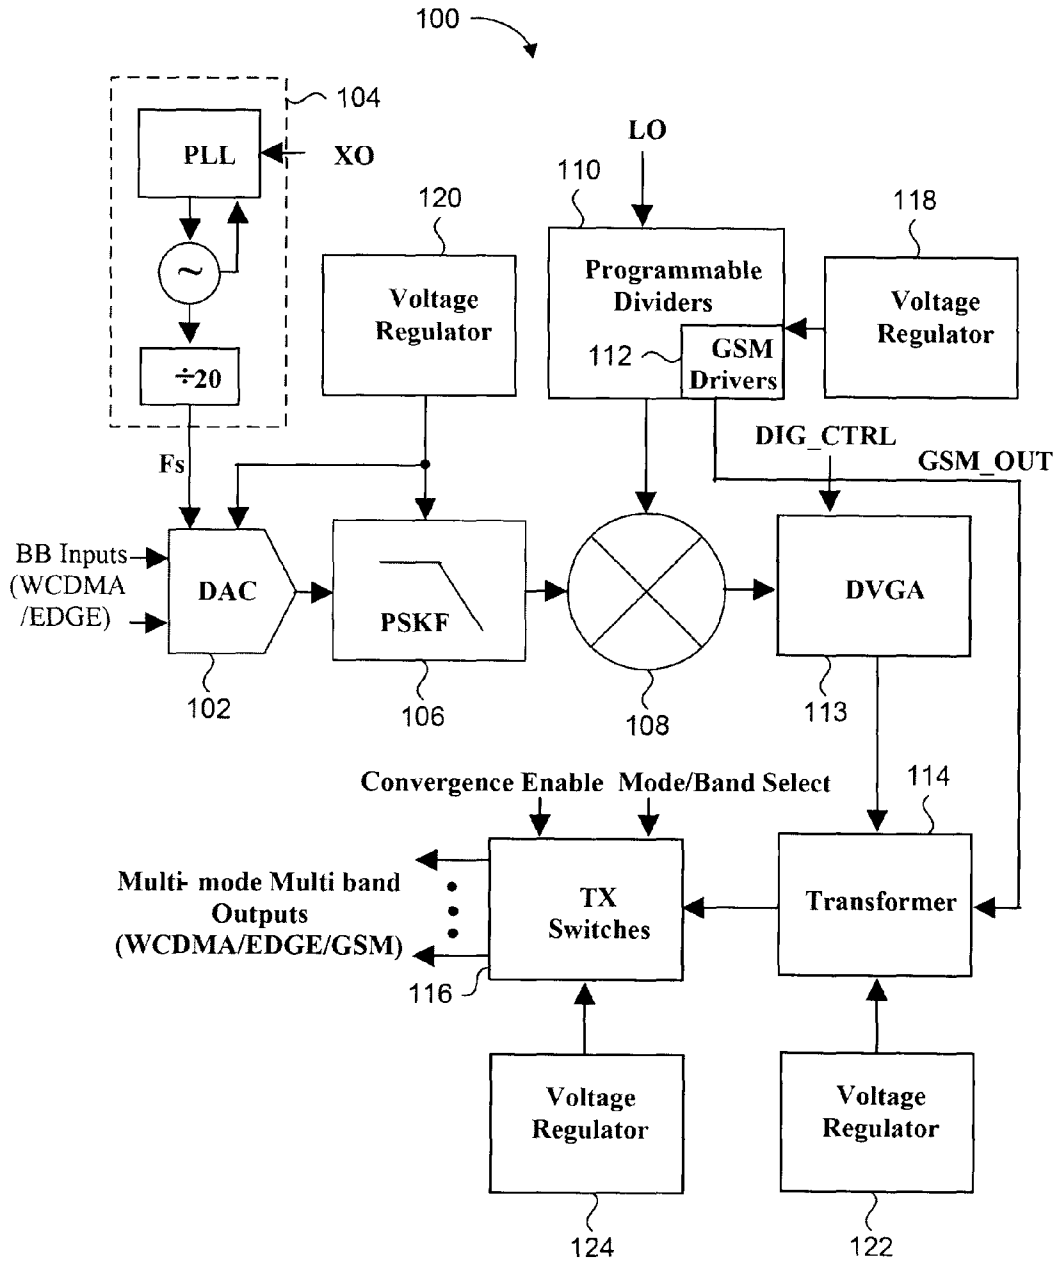 100
104
PLL
XO
~
÷20
Fs
120
Voltage
Regulator
LO
110
Programmable
Dividers
112
GSM
Drivers
118
Voltage
Regulator
DIG_CTRL
GSM_OUT
BB Inputs
(WCDMA
/EDGE)
DAC
102
PSKF
106
108
DVGA
113
Convergence Enable
Mode/Band Select
114
Multi- mode Multi band
Outputs
(WCDMA/EDGE/GSM)
TX
Switches
116
Transformer
Voltage
Regulator
124
Voltage
Regulator
122